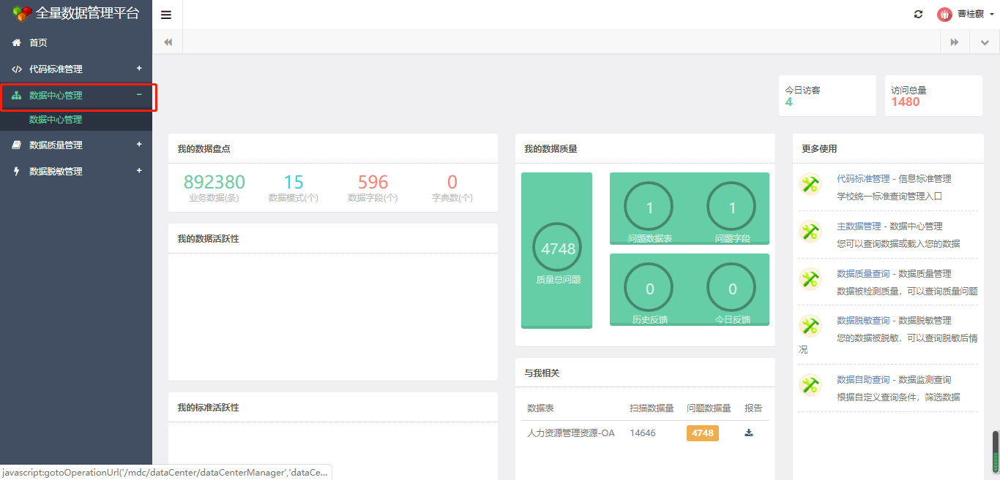 全量数据管理平台
曹桂馥
首页
代码标准管理 +
数据中心管理 −
数据中心管理
数据质量管理 +
数据脱敏管理 +
今日访客
4
访问总量
1480
我的数据盘点
892380
业务数据(条)
15
数据模式(个)
596
数据字段(个)
0
字典数(个)
我的数据活跃性
我的标准活跃性
我的数据质量
4748
质量总问题
1
问题数据表
1
问题字段
0
历史反馈
0
今日反馈
与我相关
数据表 扫描数据量 问题数据量 报告
人力资源管理资源-OA 14646 4748
更多使用
代码标准管理 - 信息标准管理
学校统一标准查询管理入口
主数据管理 - 数据中心管理
您可以查询数据或载入您的数据
数据质量查询 - 数据质量管理
数据被检测质量，可以查询质量问题
数据脱敏查询 - 数据脱敏管理
您的数据被脱敏，可以查询脱敏后情
况
数据自助查询 - 数据监测查询
根据自定义查询条件，筛选数据
javascript:gotoOperationUrl('/mdc/dataCenter/dataCenterManager','dataCe...